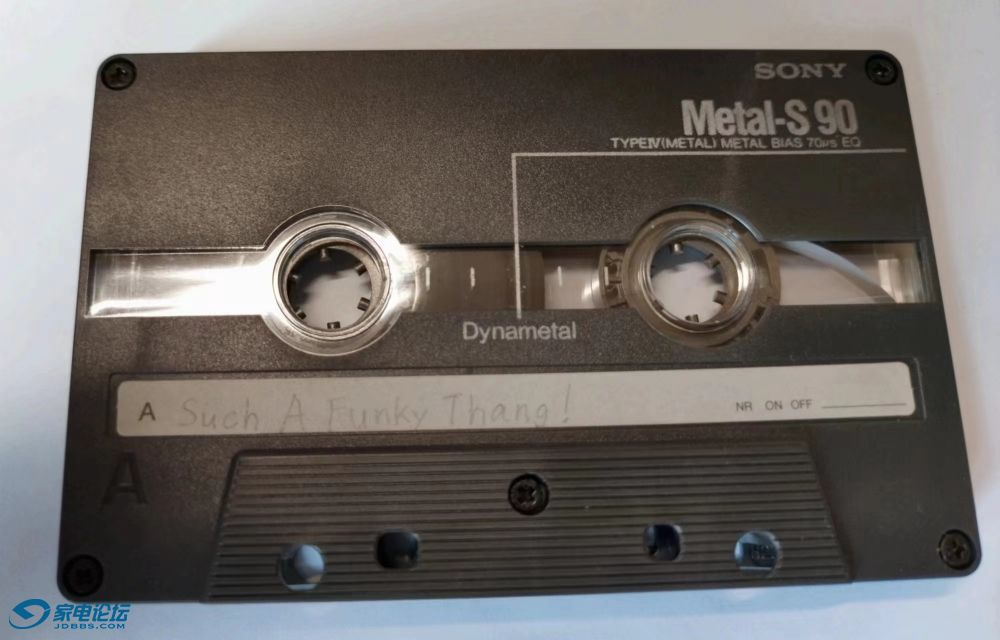 SONY
Metal-S 90
TYPEⅣ(METAL) METAL BIAS 70µs EQ
Dynametal
A Such A Funky Thang! NR ON OFF
A
家电论坛
JDBBS.COM